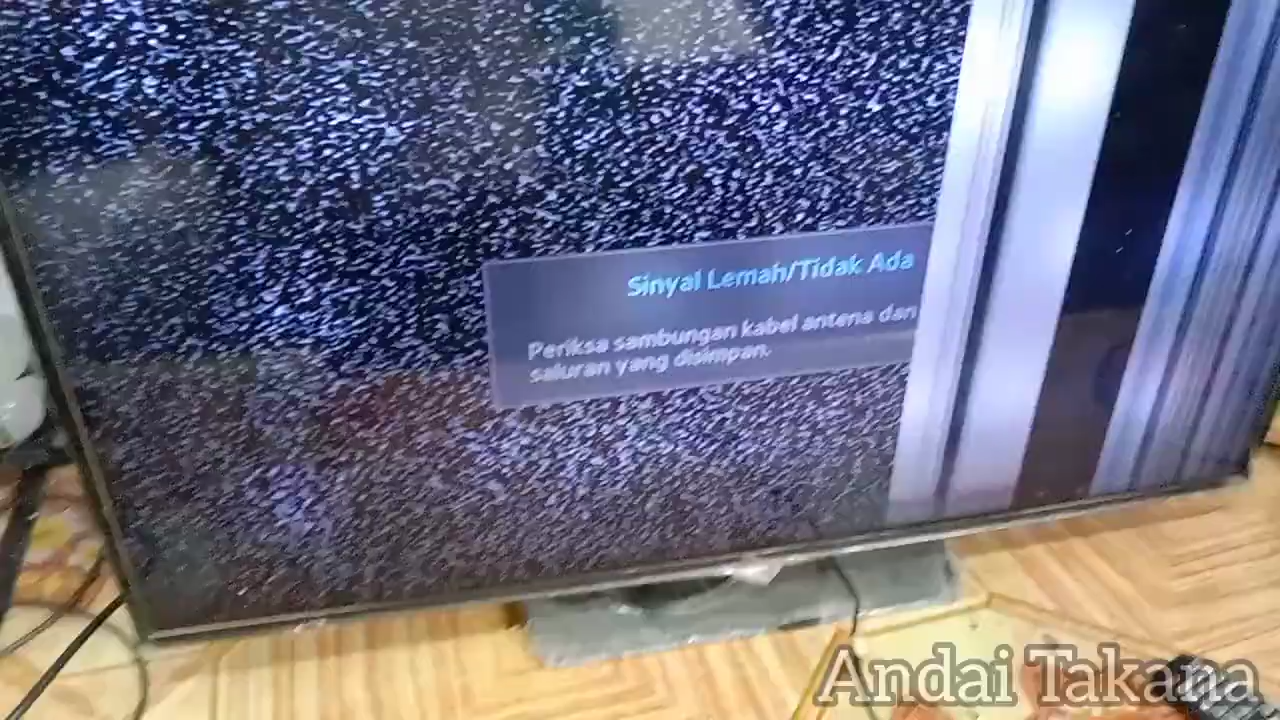 Sinyal Lemah/Tidak Ada
Periksa sambungan kabel antena dan
saluran yang disimpan.
Andai Takana